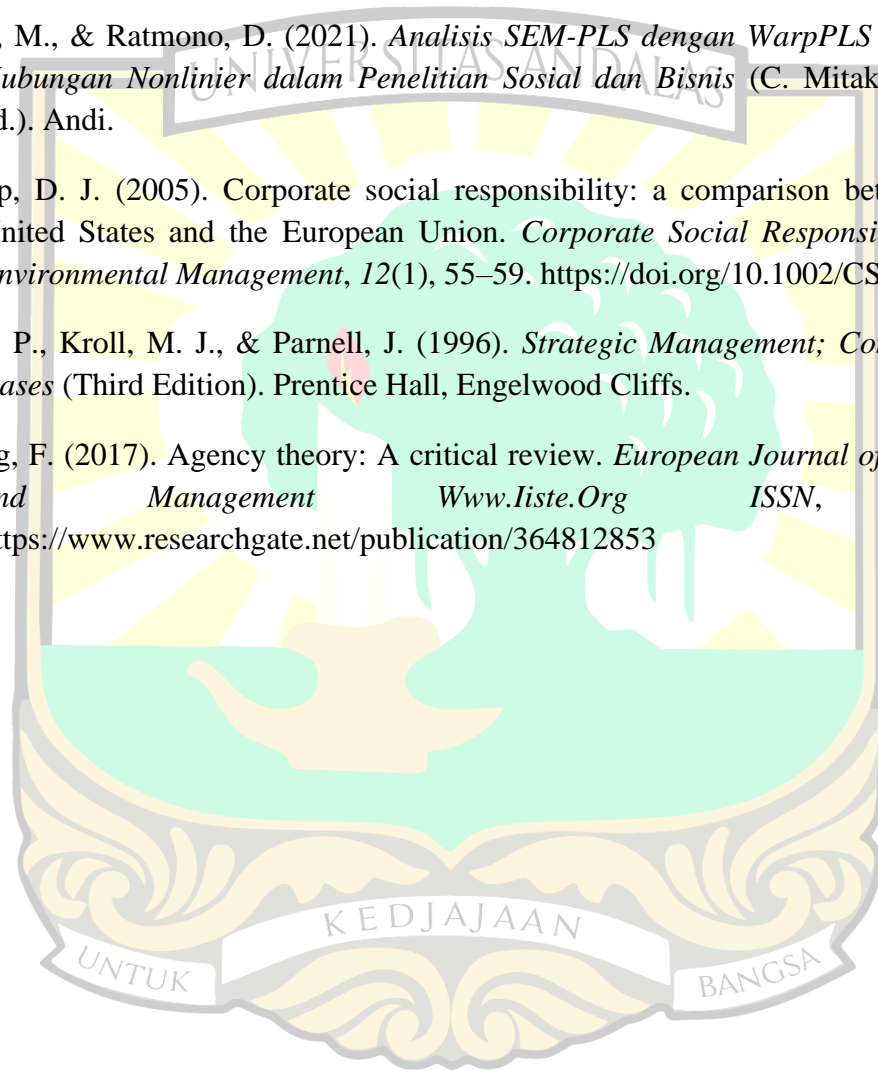 , M., & Ratmono, D. (2021). Analisis SEM-PLS dengan WarpPLS
ubungan Nonlinier dalam Penelitian Sosial dan Bisnis (C. Mitak
d.). Andi.
p, D. J. (2005). Corporate social responsibility: a comparison bet
nited States and the European Union. Corporate Social Responsi
nvironmental Management, 12(1), 55–59. https://doi.org/10.1002/CS
P., Kroll, M. J., & Parnell, J. (1996). Strategic Management; Co
ases (Third Edition). Prentice Hall, Engelwood Cliffs.
g, F. (2017). Agency theory: A critical review. European Journal of
nd Management Www.Iiste.Org ISSN,
ttps://www.researchgate.net/publication/364812853
UNIVERSITAS ANDALAS
KEDJAJAAN
UNTUK
BANGSA